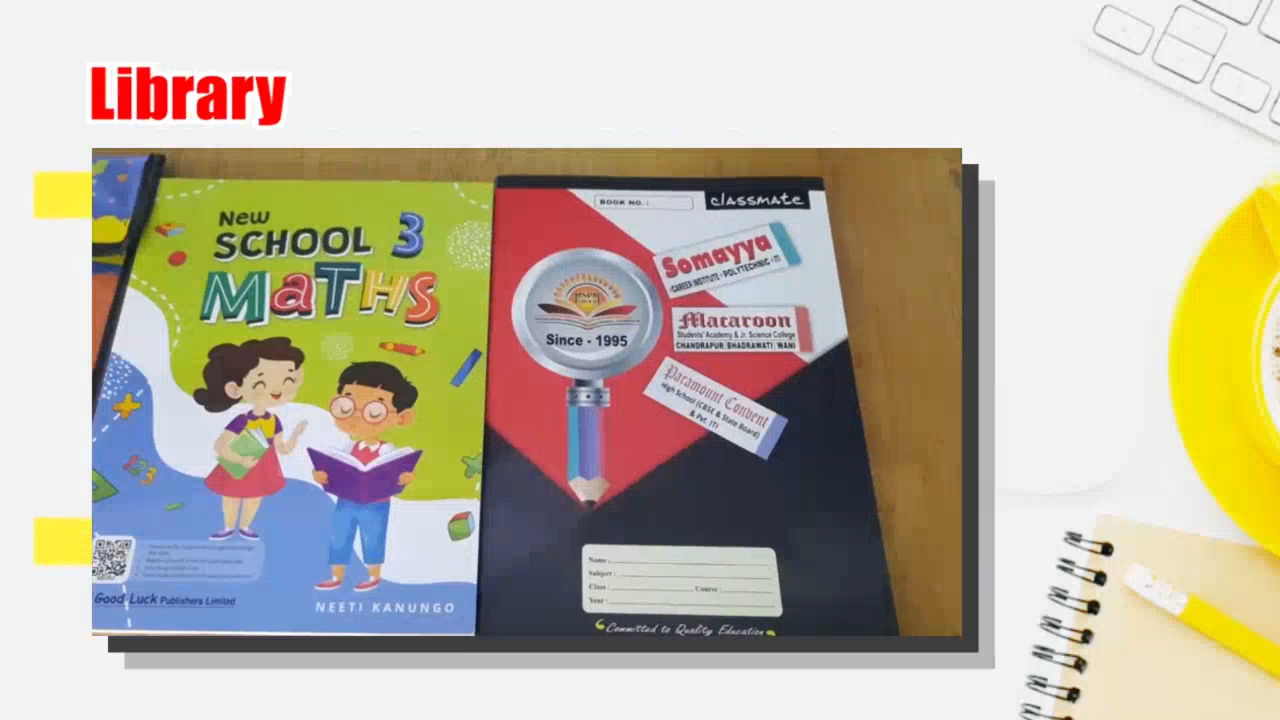 Library
New
SCHOOL 3
MaTHS
Good Luck Publishers Limited
NEETI KANUNGO
BOOK NO. :
classmate
MSPM
Since - 1995
Somayya
CAREER INSTITUTE • POLYTECHNIC • ITI
Macaroon
Students' Academy & Jr. Science College
CHANDRAPUR BHADRAWATI WANI
Paramount Convent
High School (CBSE & State Board)
& Pvt. ITI
Name :
Subject :
Class : Course :
Year :
Committed to Quality Education